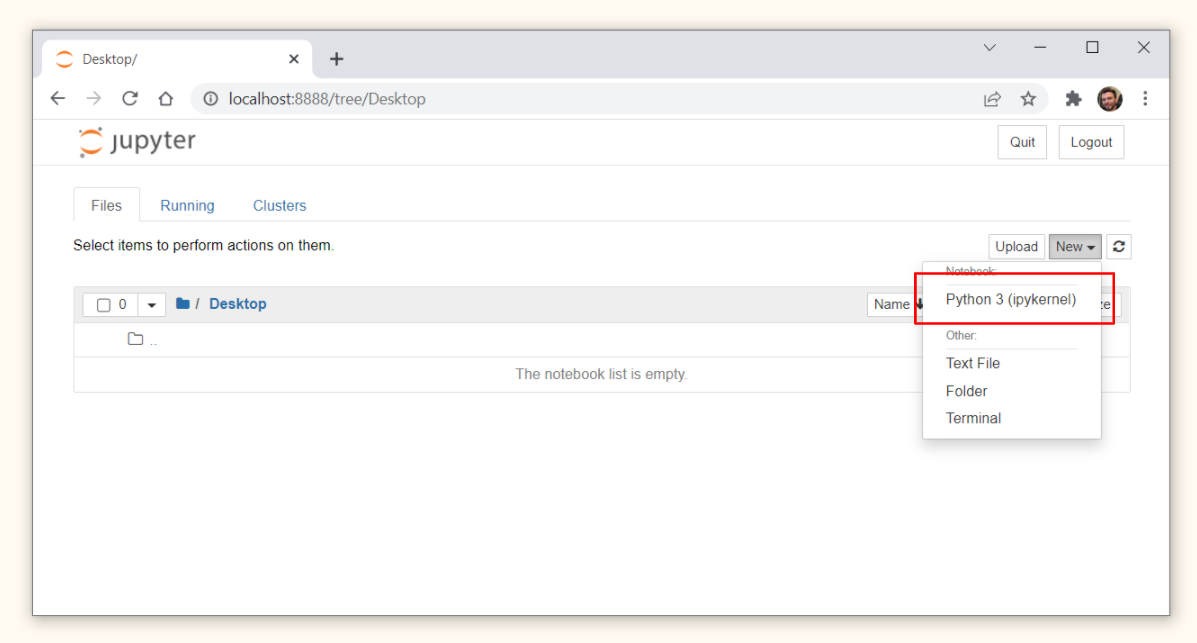 Desktop/
localhost:8888/tree/Desktop
jupyter
Quit Logout
Files Running Clusters
Select items to perform actions on them.
Upload New
Notebook:
0 / Desktop
Name
Python 3 (ipykernel)
..
Other:
The notebook list is empty.
Text File
Folder
Terminal